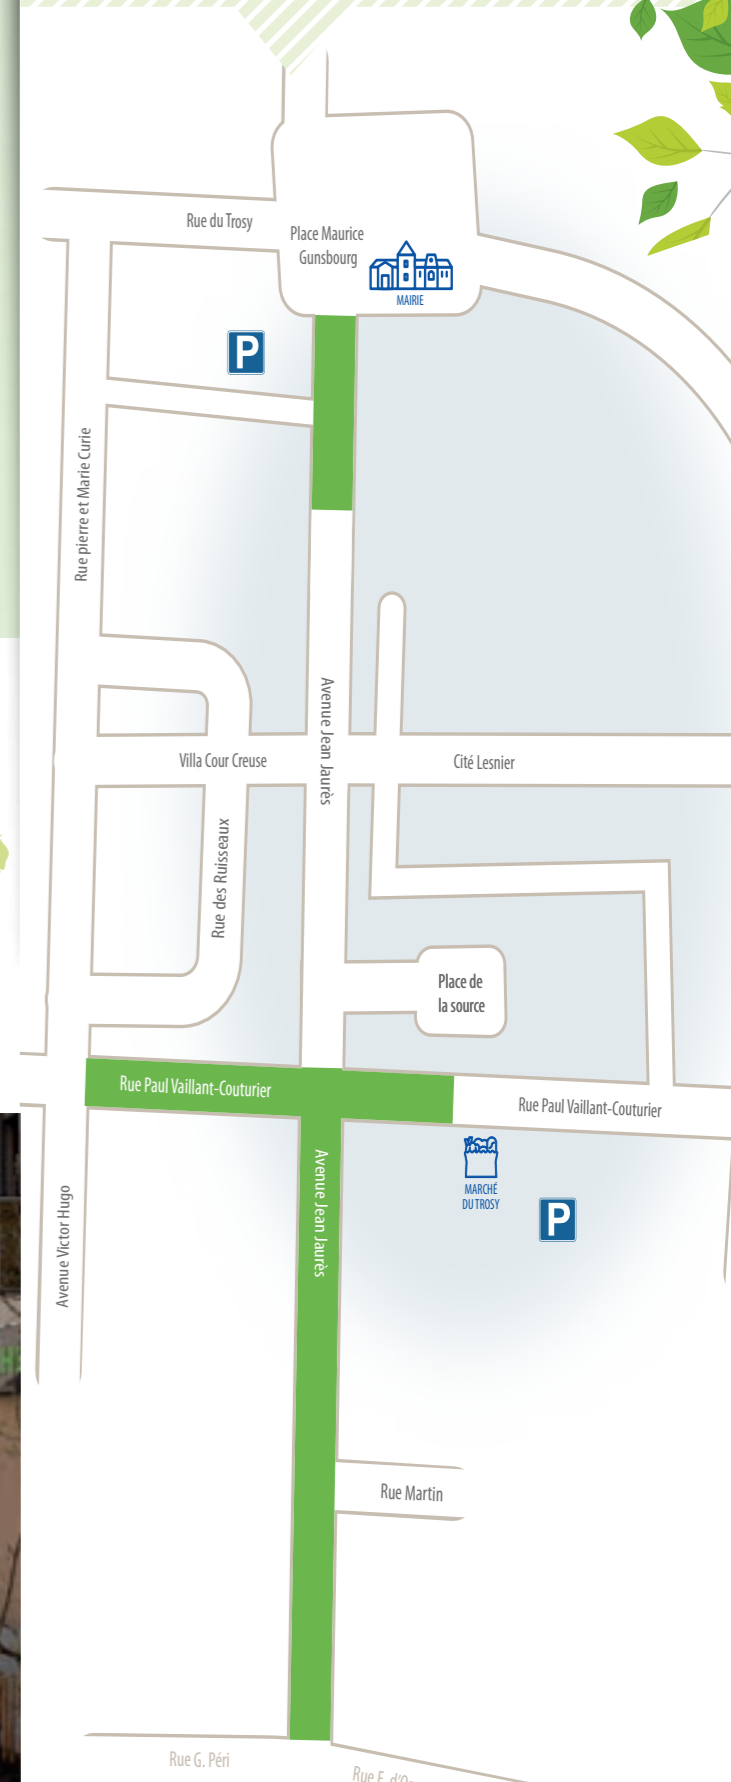 Rue du Trosy
Place Maurice
Gunsbourg
MAIRIE
P
Rue pierre et Marie Curie
Avenue Jean Jaurès
Villa Cour Creuse
Cité Lesnier
Rue des Ruisseaux
Place de
la source
Rue Paul Vaillant-Couturier
Rue Paul Vaillant-Couturier
MARCHÉ
DU TROSY
P
Avenue Jean Jaurès
Avenue Victor Hugo
Rue Martin
Rue G. Péri
Rue F.